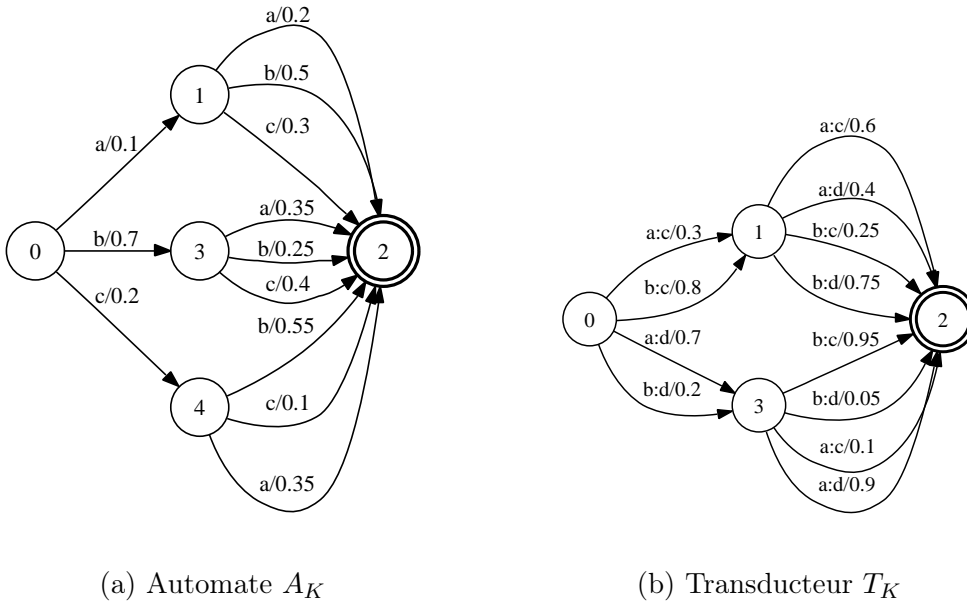 a/0.2
b/0.5
1
c/0.3
a/0.1
a/0.35
0
b/0.7
3
b/0.25
2
c/0.4
c/0.2
b/0.55
4
c/0.1
a/0.35
(a) Automate A_K
a:c/0.6
a:d/0.4
1
b:c/0.25
a:c/0.3
b:d/0.75
b:c/0.8
0
2
a:d/0.7
b:c/0.95
b:d/0.2
3
b:d/0.05
a:c/0.1
a:d/0.9
(b) Transducteur T_K